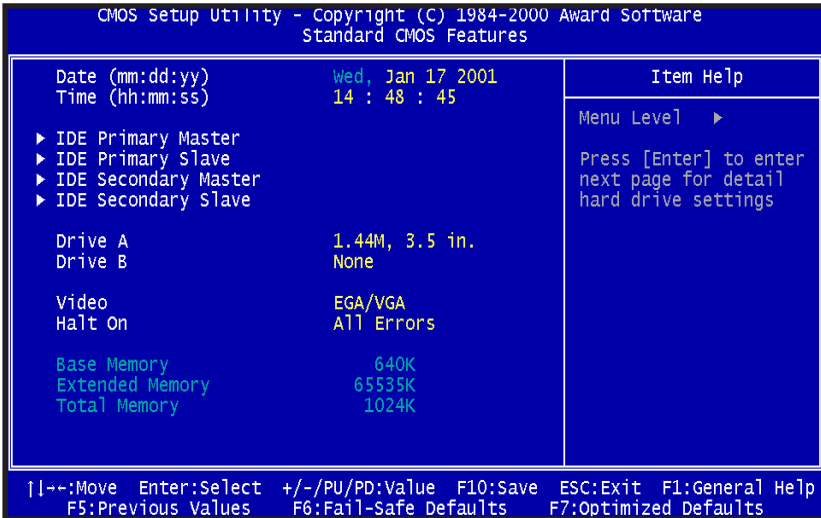 CMOS Setup Utility - Copyright (C) 1984-2000 Award Software
Standard CMOS Features
Date (mm:dd:yy) Wed, Jan 17 2001
Time (hh:mm:ss) 14 : 48 : 45
▶ IDE Primary Master
▶ IDE Primary Slave
▶ IDE Secondary Master
▶ IDE Secondary Slave
Drive A 1.44M, 3.5 in.
Drive B None
Video EGA/VGA
Halt On All Errors
Base Memory 640K
Extended Memory 65535K
Total Memory 1024K
Item Help
Menu Level ▶
Press [Enter] to enter
next page for detail
hard drive settings
↑↓→←:Move Enter:Select +/-/PU/PD:Value F10:Save ESC:Exit F1:General Help
F5:Previous Values F6:Fail-Safe Defaults F7:Optimized Defaults